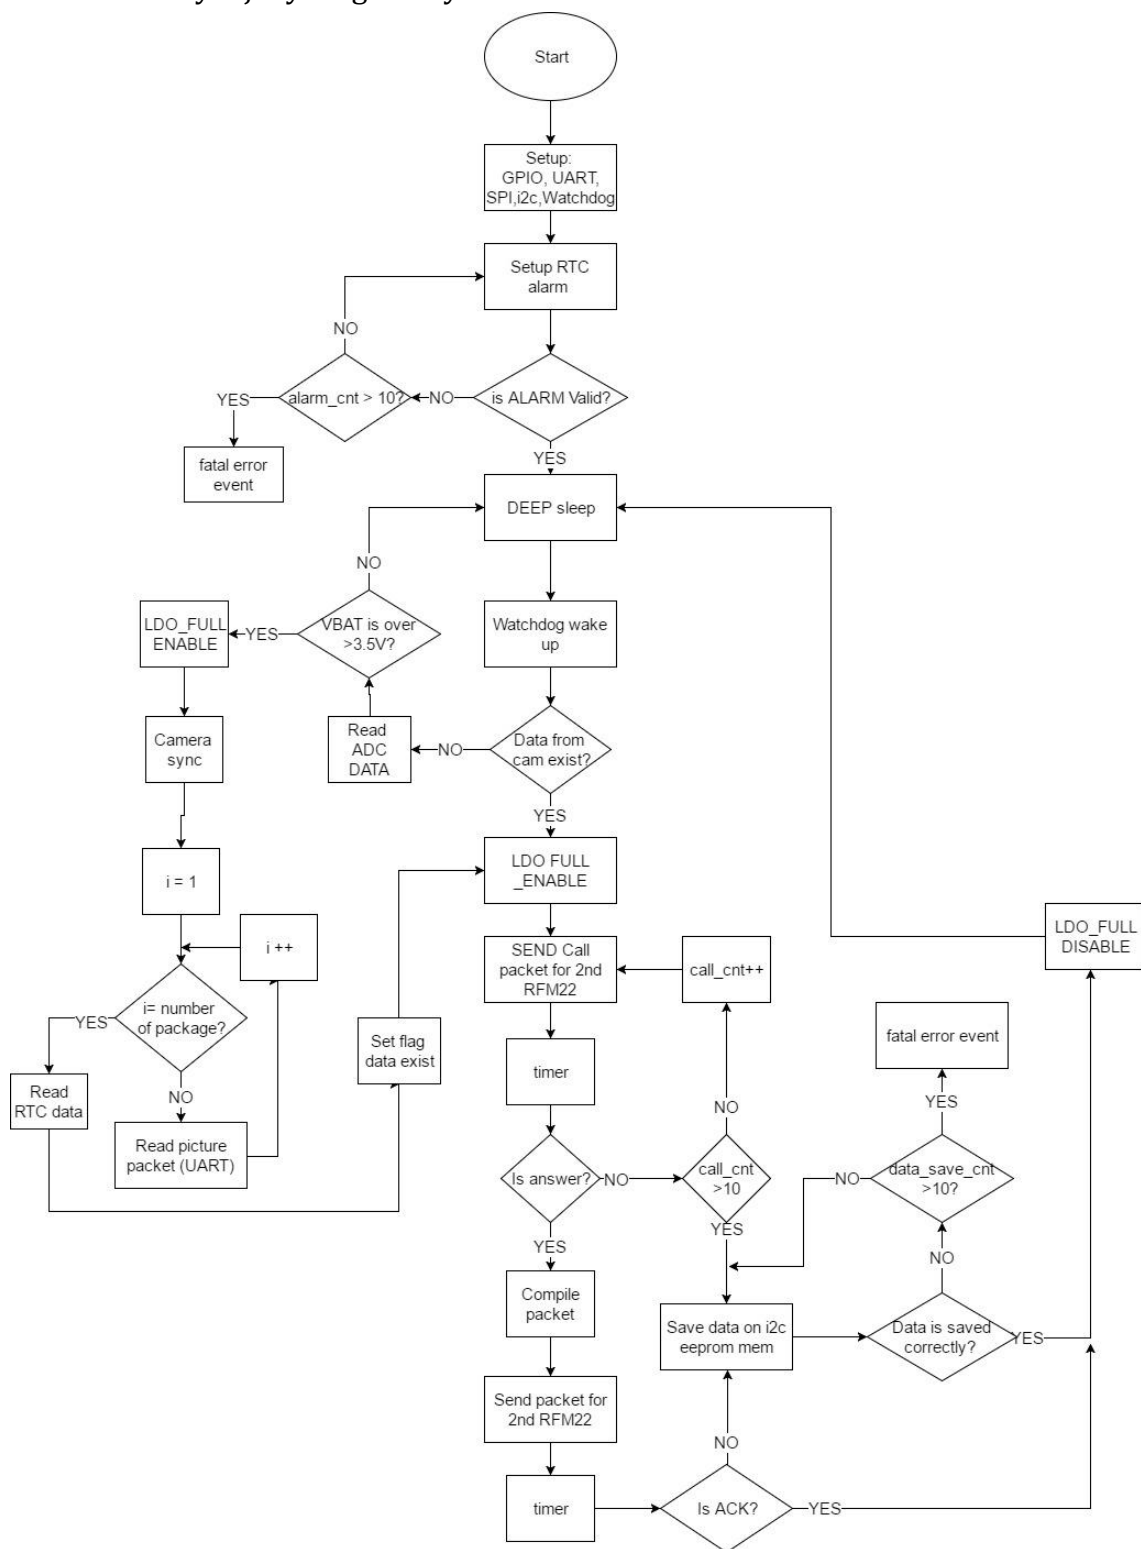 Start
Setup:
GPIO, UART,
SPI,i2c,Watchdog
Setup RTC
alarm
NO
YES
alarm_cnt > 10?
NO
is ALARM Valid?
fatal error
event
YES
DEEP sleep
NO
LDO_FULL
ENABLE
YES
VBAT is over
>3.5V?
Watchdog wake
up
Camera
sync
Read
ADC
DATA
NO
Data from
cam exist?
YES
i = 1
LDO FULL
_ENABLE
i ++
SEND Call
packet for 2nd
RFM22
call_cnt++
LDO_FULL
DISABLE
YES
i= number
of package?
Set flag
data exist
fatal error event
Read
RTC data
NO
timer
NO
YES
Read picture
packet (UART)
Is answer?
NO
call_cnt
>10
NO
data_save_cnt
>10?
YES
YES
NO
Compile
packet
Save data on i2c
eeprom mem
Data is saved
correctly?
YES
Send packet for
2nd RFM22
NO
timer
Is ACK?
YES